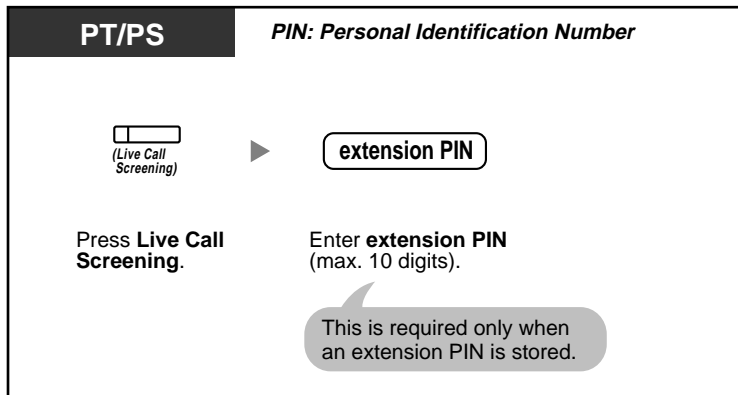 PT/PS
PIN: Personal Identification Number
(Live Call
Screening)
extension PIN
Press Live Call
Screening.
Enter extension PIN
(max. 10 digits).
This is required only when
an extension PIN is stored.